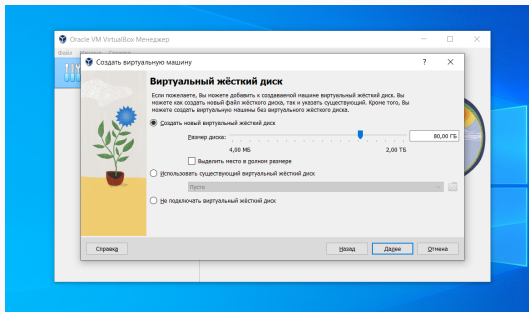 Oracle VM VirtualBox Менеджер
Файл
Создать виртуальную машину
Виртуальный жёсткий диск
Если пожелаете, Вы можете добавить к создаваемой машине виртуальный жёсткий диск. Вы
можете как создать новый файл жёсткого диска, так и указать существующий. Кроме того, Вы
можете создать виртуальную машину без виртуального жёсткого диска.
Создать новый виртуальный жёсткий диск
Размер диска:
80,00 ГБ
4,00 МБ 2,00 ТБ
Выделить место в полном размере
Использовать существующий виртуальный жёсткий диск
Пусто
Не подключать виртуальный жёсткий диск
Справка Назад Далее Отмена